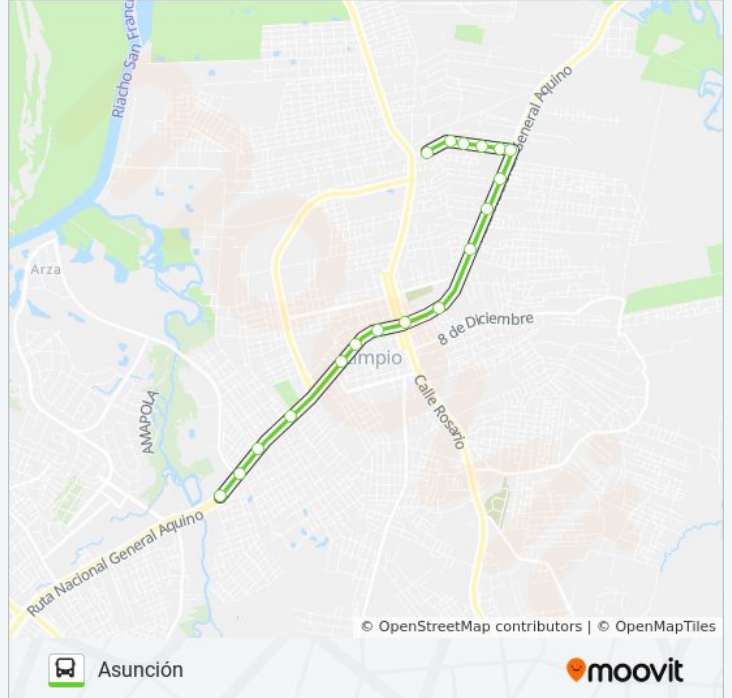 Riacho San Franc
General Aquino
Arza
8 de Diciembre
impio
AMAPOLA
Calle Rosario
Ruta Nacional General Aquino
© OpenStreetMap contributors | © OpenMapTiles
Asunción
moovit